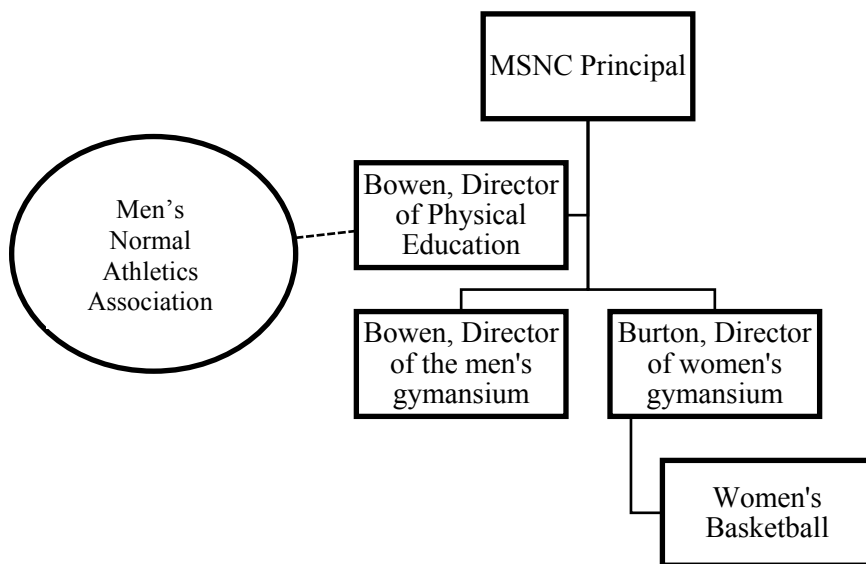 MSNC Principal
Men’s
Normal
Athletics
Association
Bowen, Director
of Physical
Education
Bowen, Director
of the men's
gymansium
Burton, Director
of women's
gymansium
Women's
Basketball